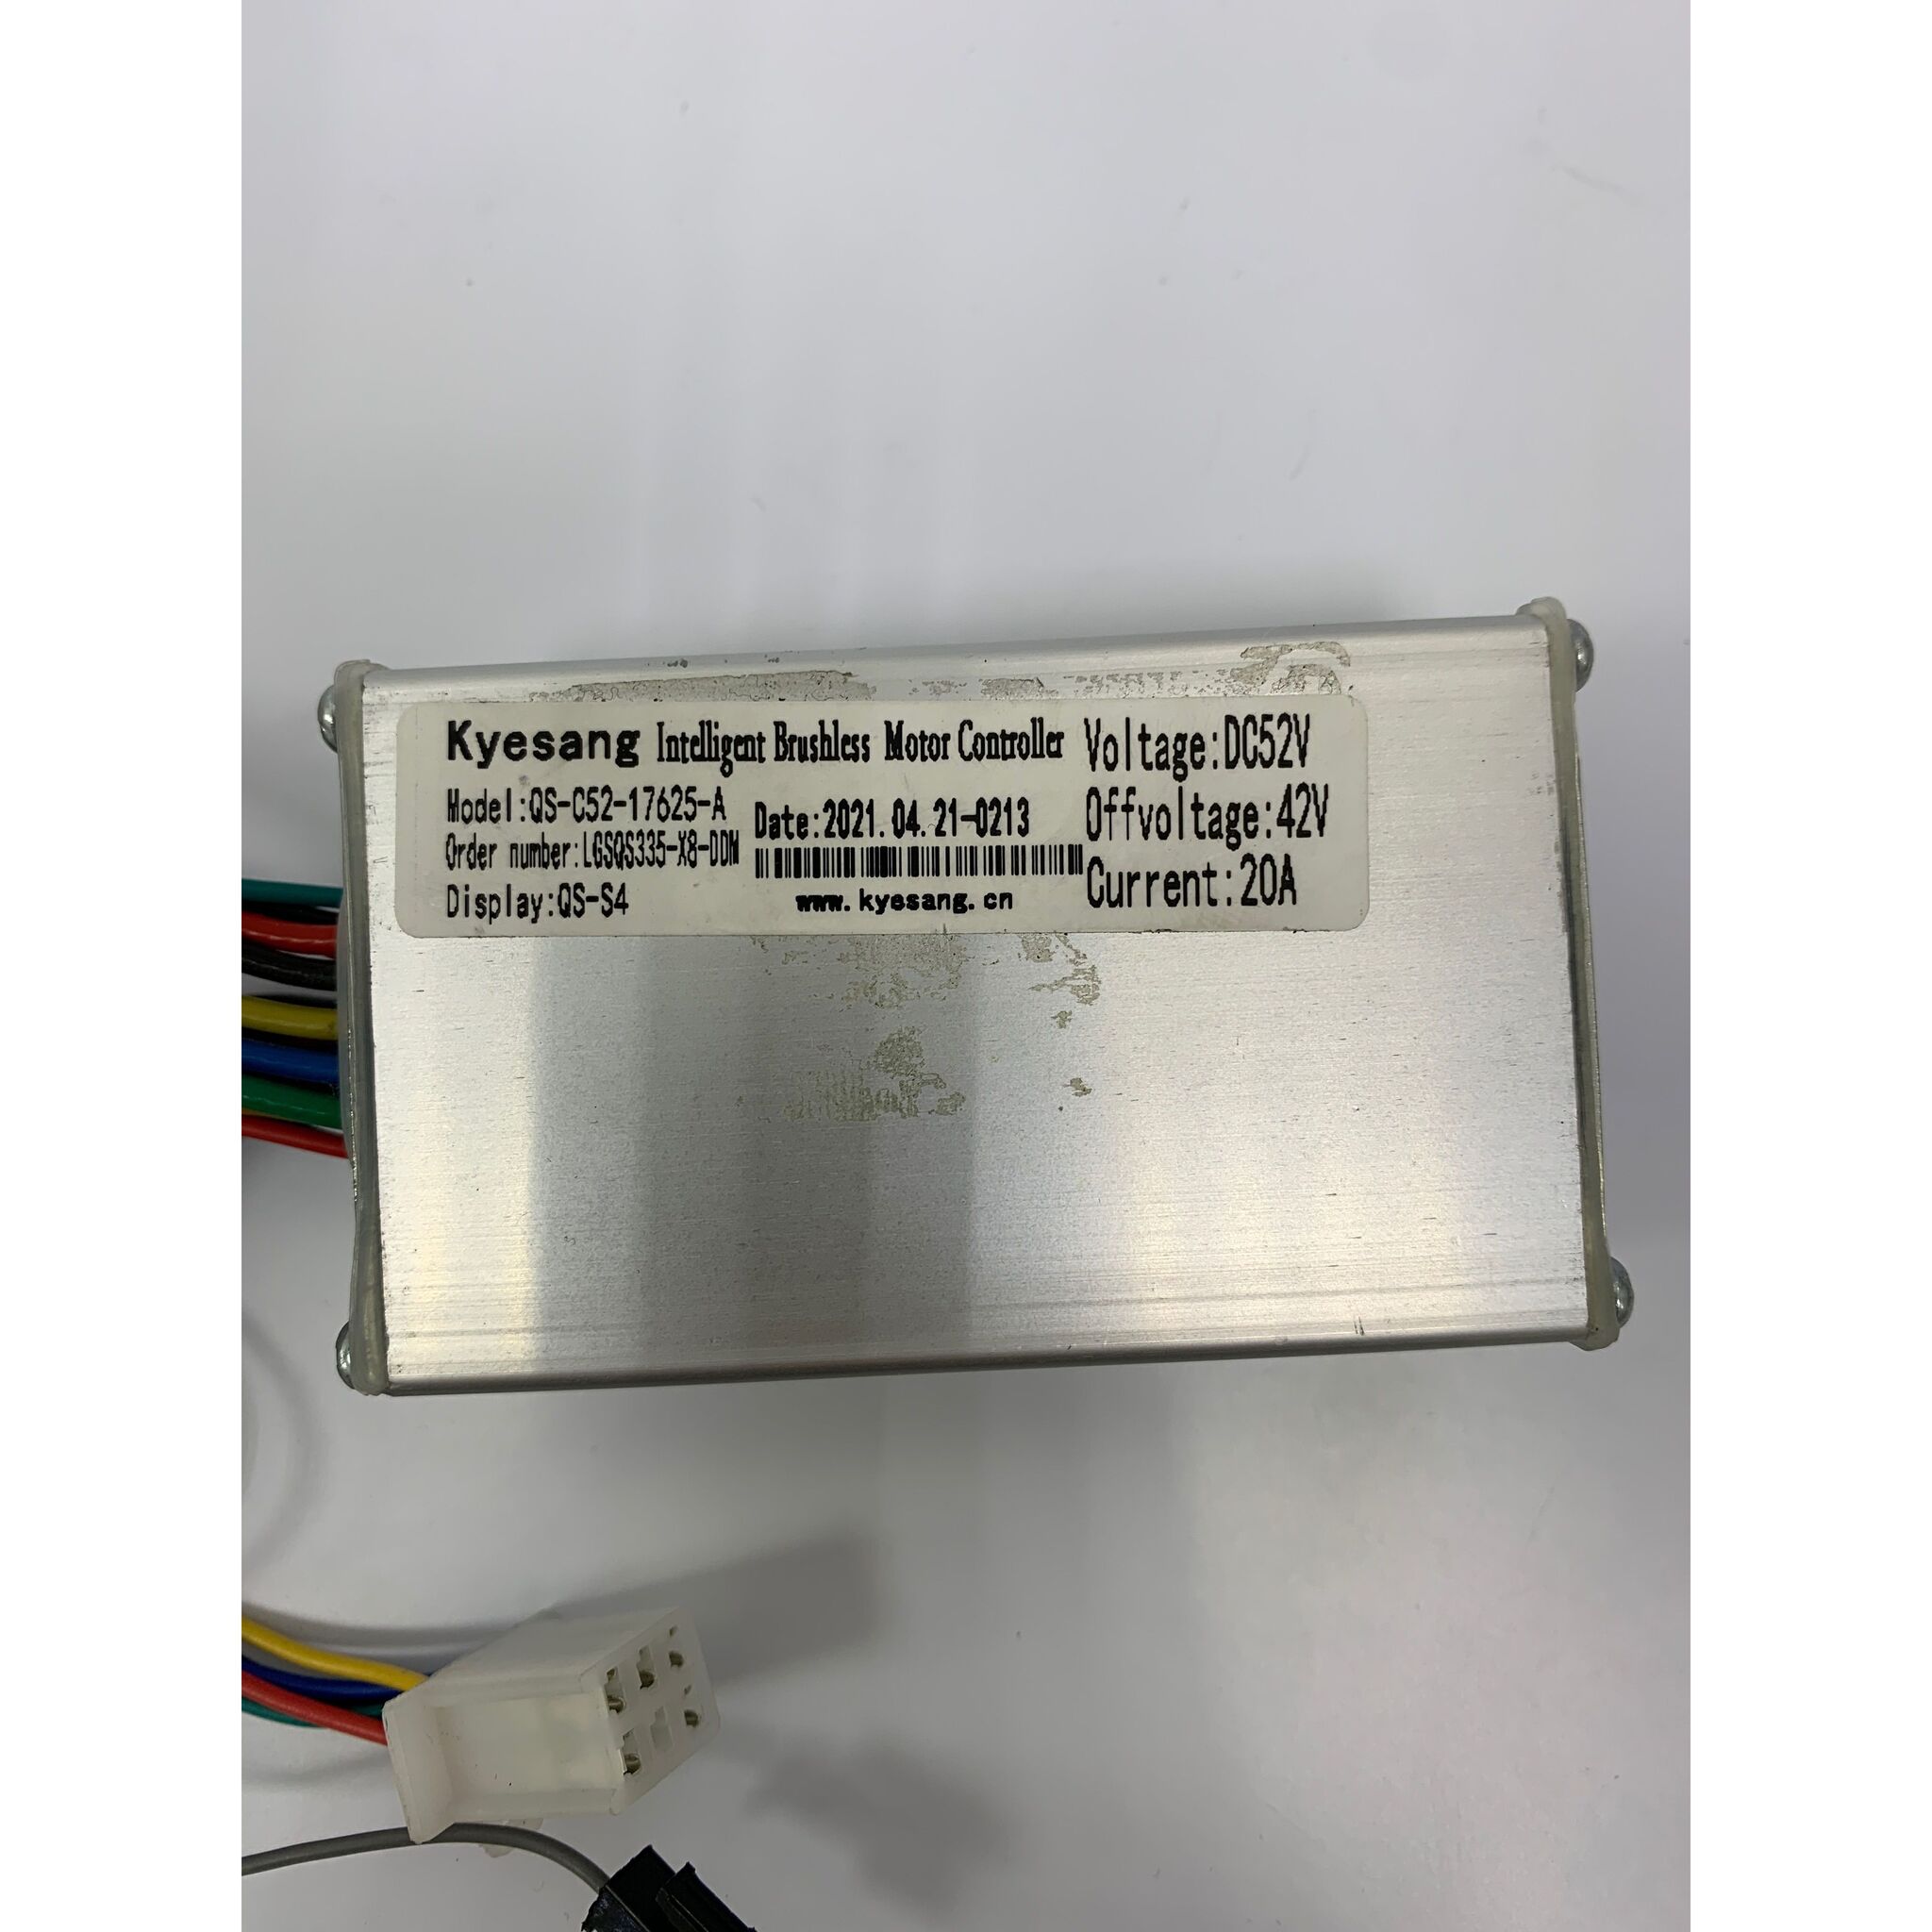 Kyesang Intelligent Brushless Motor Controller
Model:QS-C52-17625-A
Order number:LGSQS335-X8-DDM
Display:QS-S4
Date:2021.04.21-0213
www.kyesang.cn
Voltage:DC52V
Offvoltage:42V
Current:20A